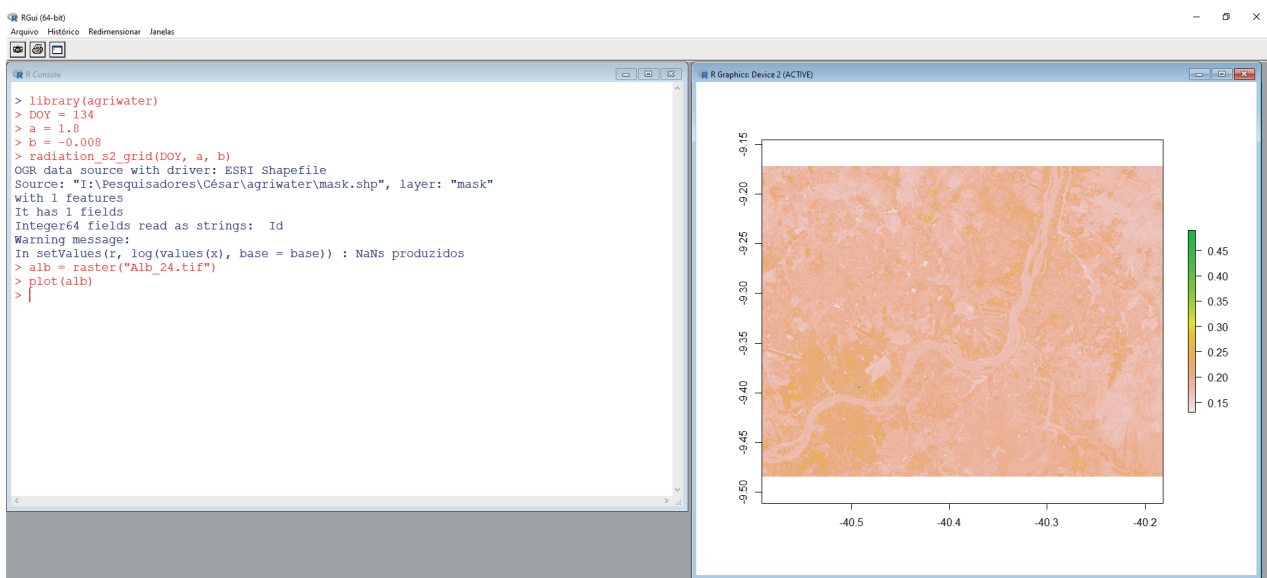 RGui (64-bit)
Arquivo Histórico Redimensionar Janelas
R Console
> library(agriwater)
> DOY = 134
> a = 1.8
> b = -0.008
> radiation_s2_grid(DOY, a, b)
OGR data source with driver: ESRI Shapefile
Source: "I:\Pesquisadores\César\agriwater\mask.shp", layer: "mask"
with 1 features
It has 1 fields
Integer64 fields read as strings:  Id
Warning message:
In setValues(r, log(values(x), base = base)) : NaNs produzidos
> alb = raster("Alb_24.tif")
> plot(alb)
>
R Graphics: Device 2 (ACTIVE)
-9.15
-9.20
-9.25
-9.30
-9.35
-9.40
-9.45
-9.50
-40.5 -40.4 -40.3 -40.2
0.45
0.40
0.35
0.30
0.25
0.20
0.15